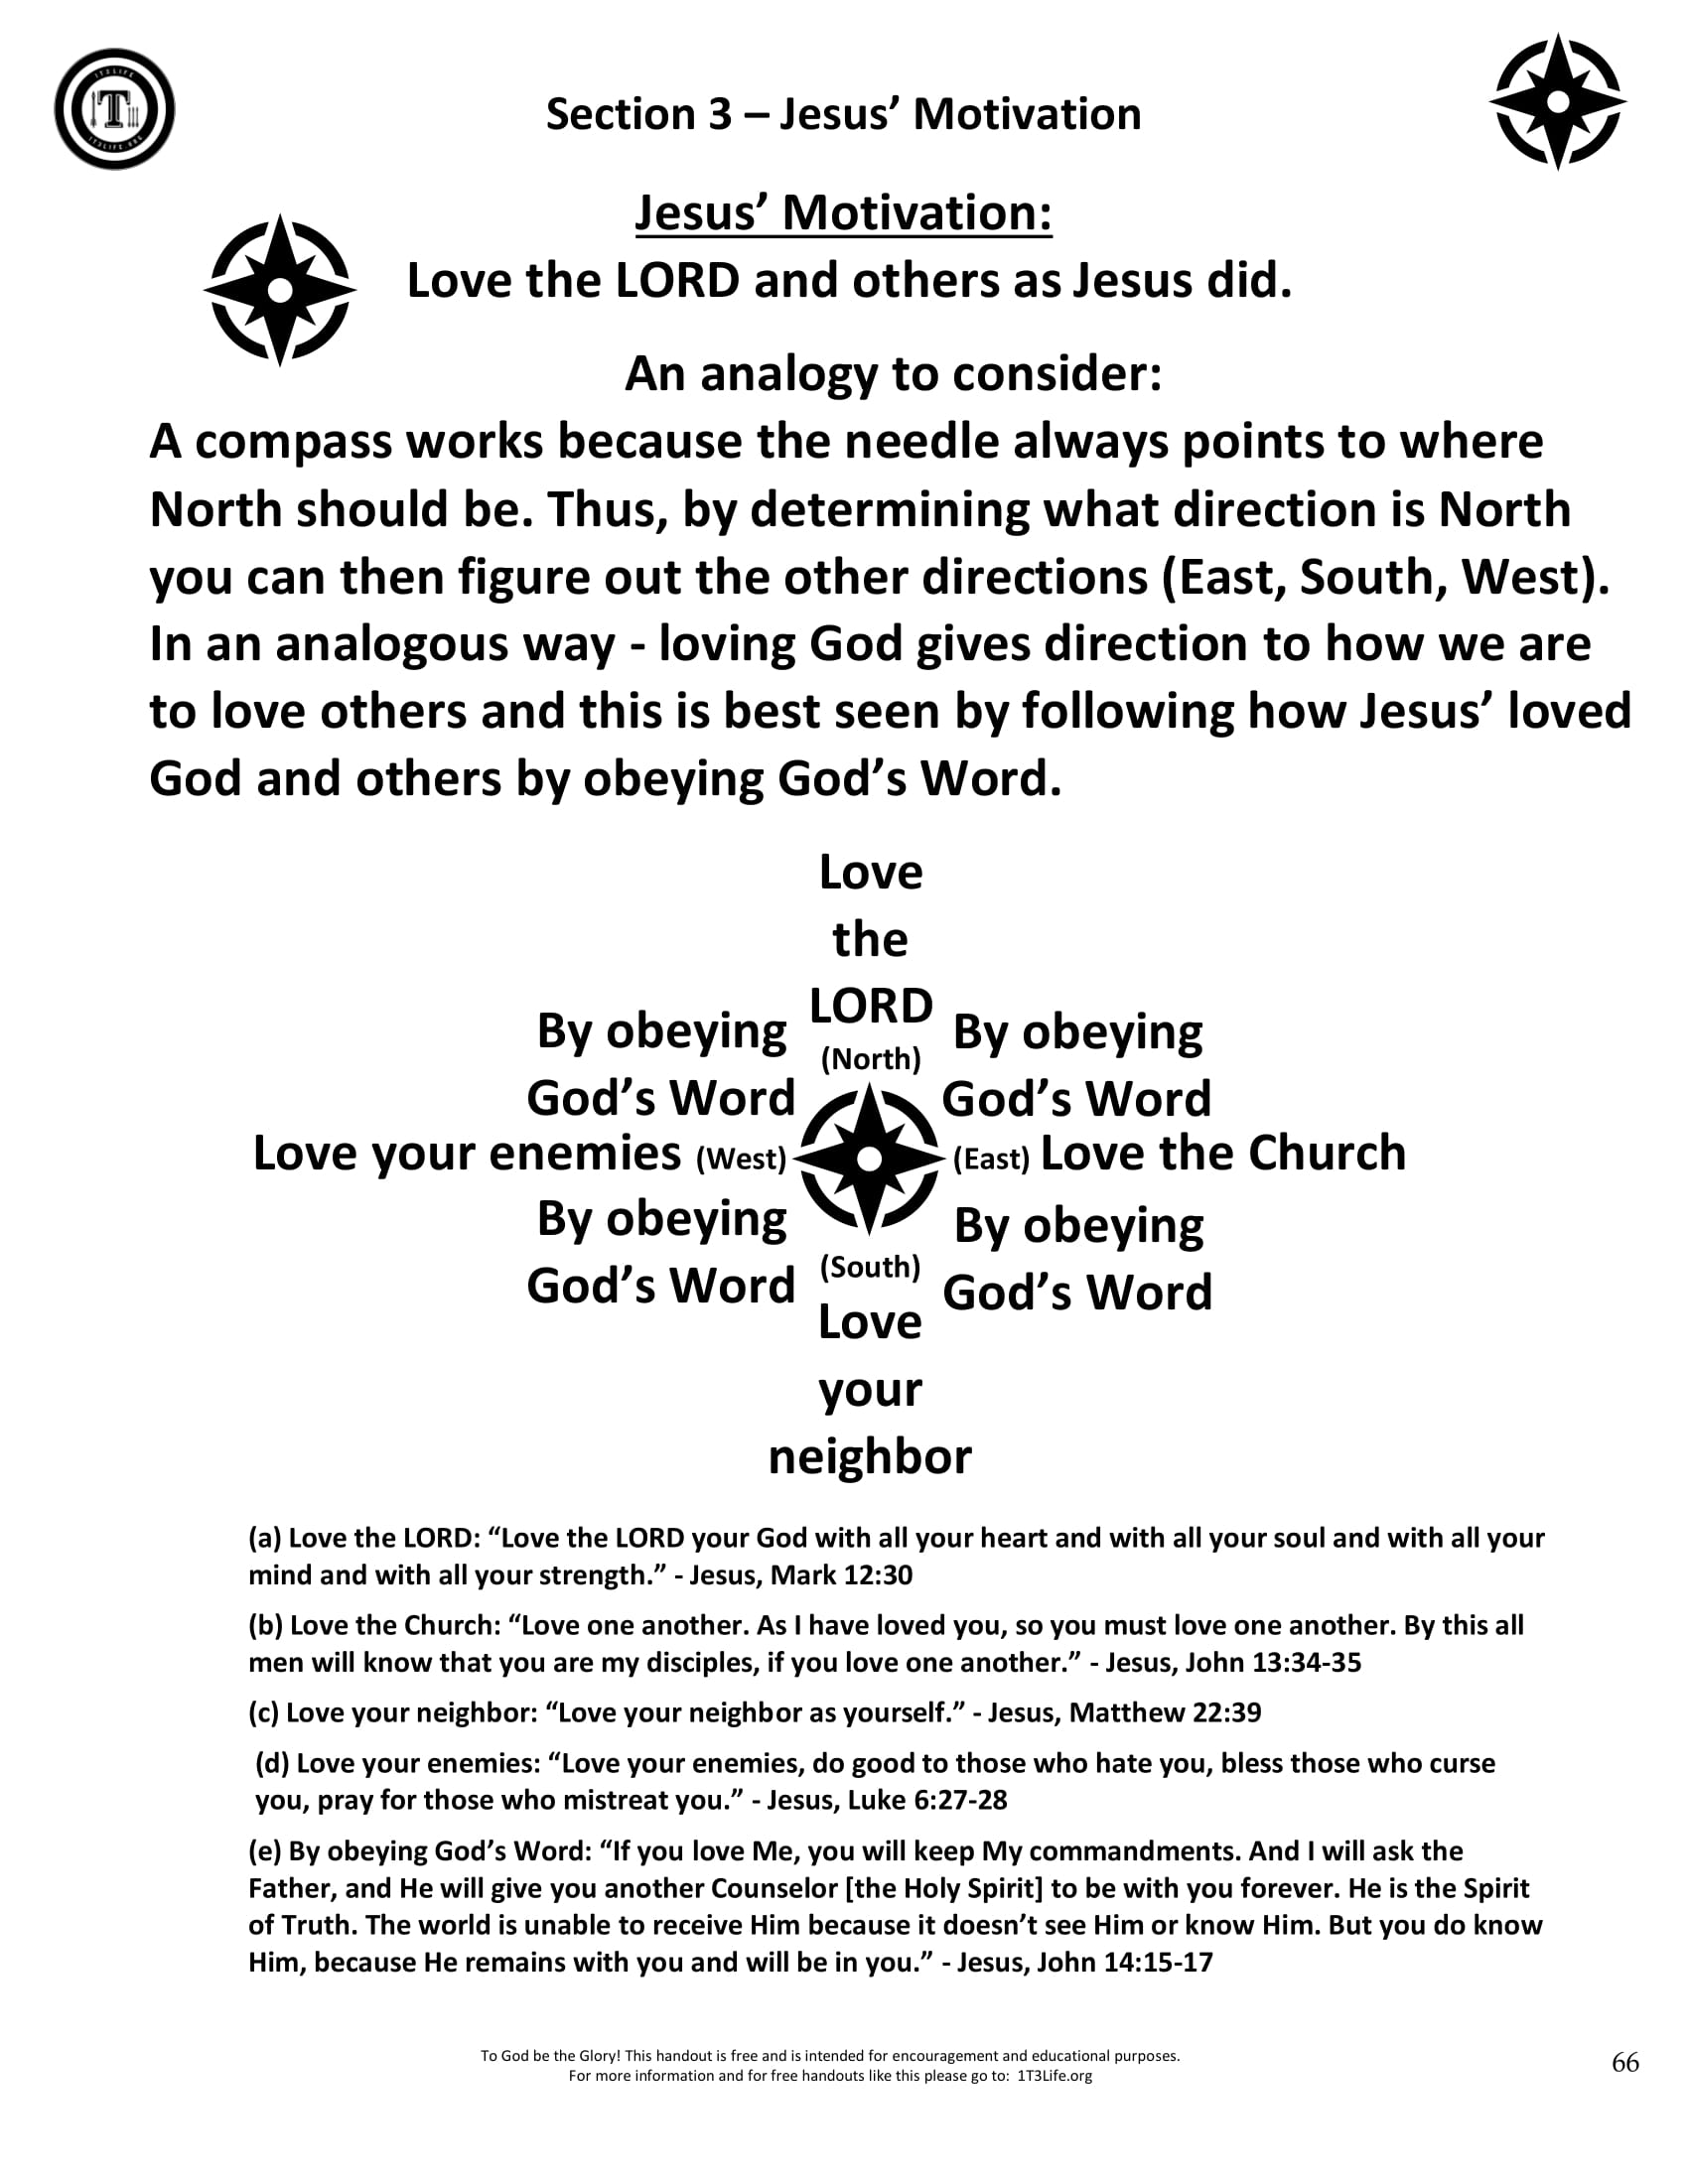 1T3LIFE
T
1T3LIFE.ORG
Section 3 – Jesus’ Motivation
Jesus’ Motivation:
Love the LORD and others as Jesus did.
An analogy to consider:
A compass works because the needle always points to where
North should be. Thus, by determining what direction is North
you can then figure out the other directions (East, South, West).
In an analogous way - loving God gives direction to how we are
to love others and this is best seen by following how Jesus’ loved
God and others by obeying God’s Word.
Love
the
LORD
(North)
By obeying
God’s Word
By obeying
God’s Word
Love your enemies (West)
(East) Love the Church
By obeying
God’s Word
By obeying
God’s Word
(South)
Love
your
neighbor
(a) Love the LORD: “Love the LORD your God with all your heart and with all your soul and with all your
mind and with all your strength.” - Jesus, Mark 12:30
(b) Love the Church: “Love one another. As I have loved you, so you must love one another. By this all
men will know that you are my disciples, if you love one another.” - Jesus, John 13:34-35
(c) Love your neighbor: “Love your neighbor as yourself.” - Jesus, Matthew 22:39
(d) Love your enemies: “Love your enemies, do good to those who hate you, bless those who curse
you, pray for those who mistreat you.” - Jesus, Luke 6:27-28
(e) By obeying God’s Word: “If you love Me, you will keep My commandments. And I will ask the
Father, and He will give you another Counselor [the Holy Spirit] to be with you forever. He is the Spirit
of Truth. The world is unable to receive Him because it doesn’t see Him or know Him. But you do know
Him, because He remains with you and will be in you.” - Jesus, John 14:15-17
To God be the Glory! This handout is free and is intended for encouragement and educational purposes.
For more information and for free handouts like this please go to: 1T3Life.org
66